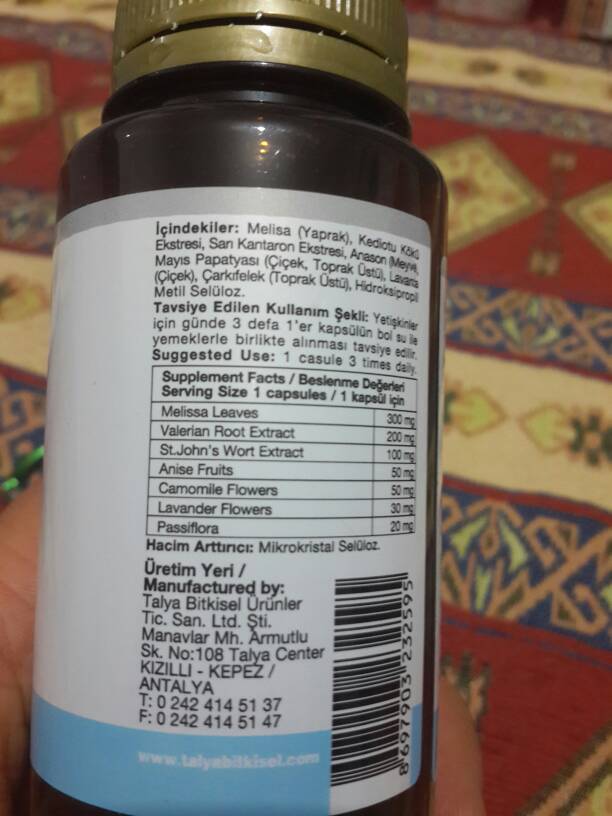 İçindekiler: Melisa (Yaprak), Kediotu Kökü
Ekstresi, Sarı Kantaron Ekstresi, Anason (Meyve),
Mayıs Papatyası (Çiçek, Toprak Üstü), Lavanta
(Çiçek), Çarkıfelek (Toprak Üstü), Hidroksipropil
Metil Selüloz.
Tavsiye Edilen Kullanım Şekli: Yetişkinler
için günde 3 defa 1'er kapsülün bol su ile
yemeklerle birlikte alınması tavsiye edilir.
Suggested Use: 1 casule 3 times daily.
Supplement Facts / Beslenme Değerleri
Serving Size 1 capsules / 1 kapsül için
Melissa Leaves 300 mg
Valerian Root Extract 200 mg
St.John's Wort Extract 100 mg
Anise Fruits 50 mg
Camomile Flowers 50 mg
Lavander Flowers 30 mg
Passiflora 20 mg
Hacim Arttırıcı: Mikrokristal Selüloz.
Üretim Yeri /
Manufactured by:
Talya Bitkisel Ürünler
Tic. San. Ltd. Şti.
Manavlar Mh. Armutlu
Sk. No:108 Talya Center
KIZILLI - KEPEZ /
ANTALYA
T: 0 242 414 51 37
F: 0 242 414 51 47
www.talyabitkisel.com
8 697903 232595